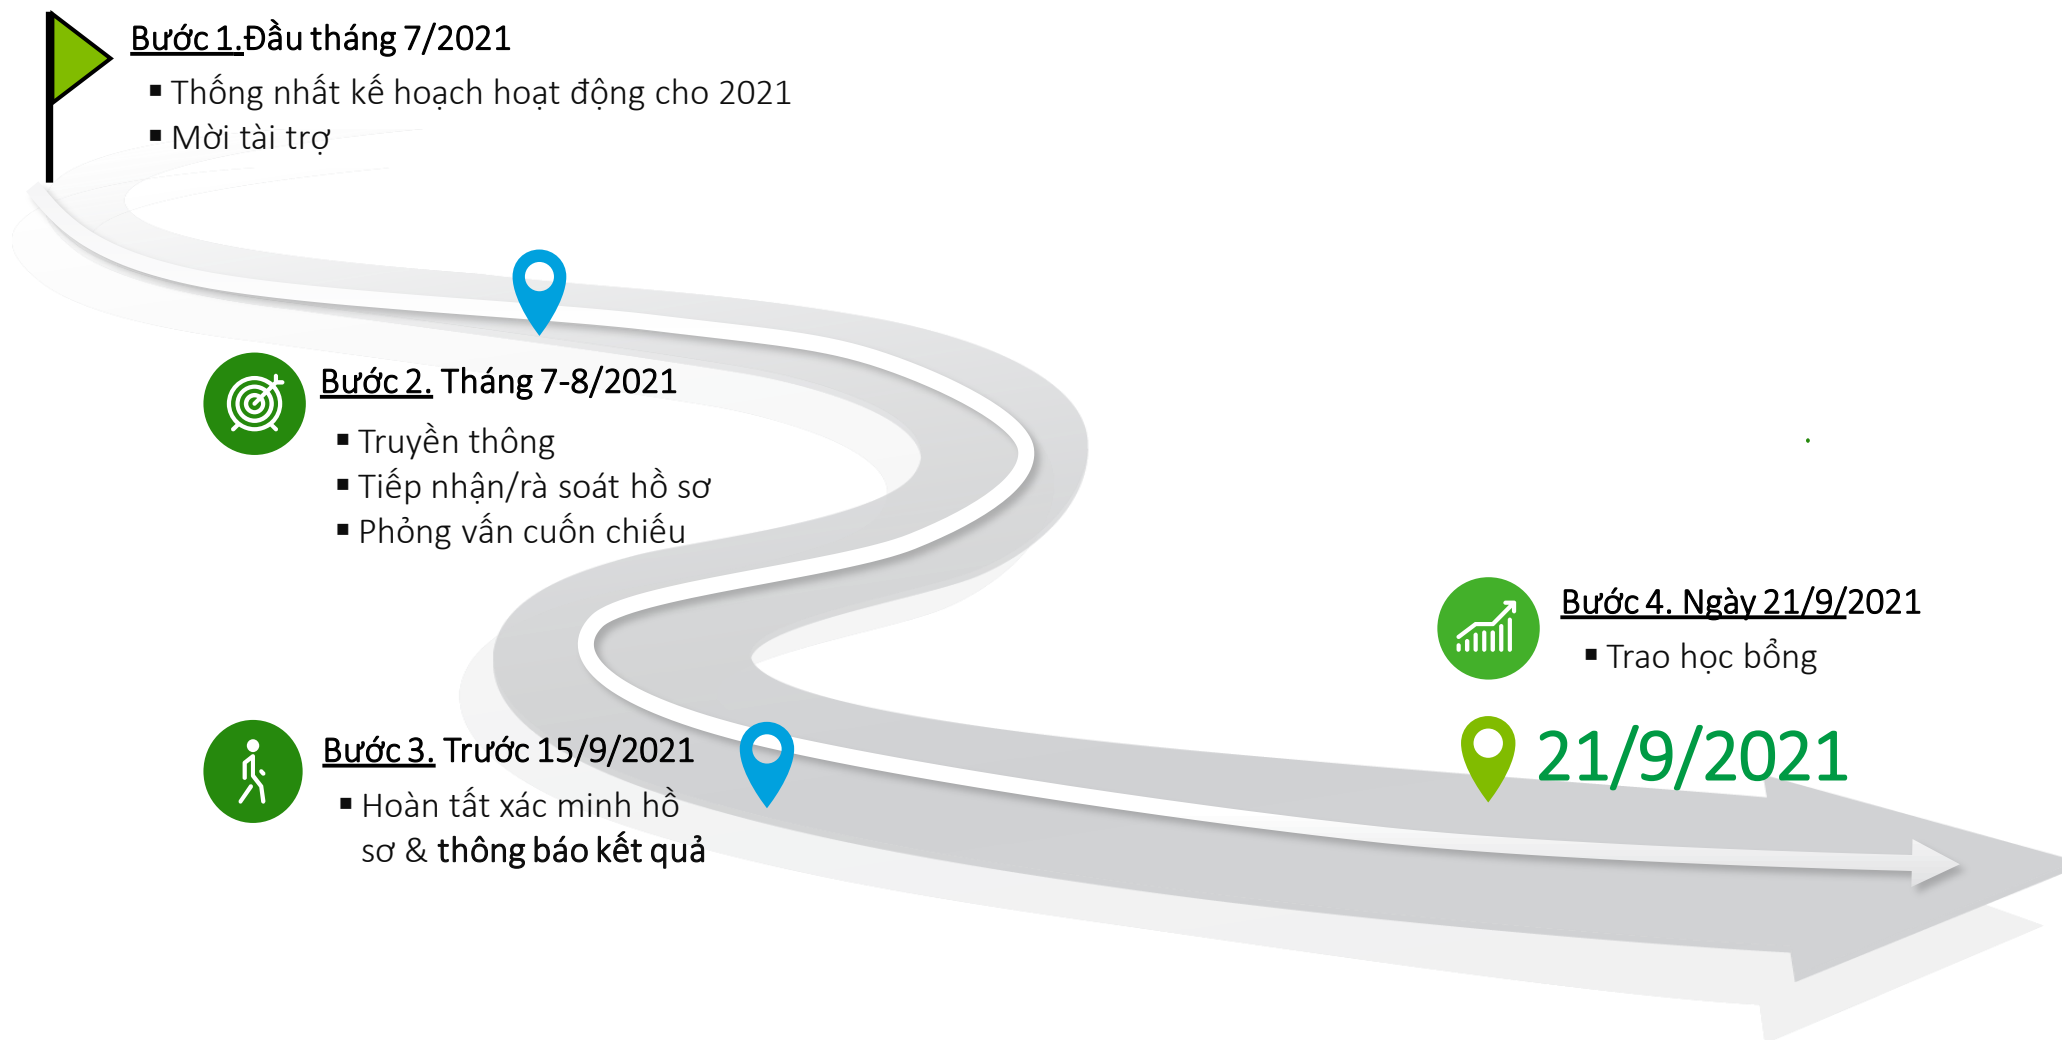 Bước 1.Đầu tháng 7/2021
▪ Thống nhất kế hoạch hoạt động cho 2021
▪ Mời tài trợ
Bước 2. Tháng 7-8/2021
▪ Truyền thông
▪ Tiếp nhận/rà soát hồ sơ
▪ Phỏng vấn cuốn chiếu
Bước 3. Trước 15/9/2021
▪ Hoàn tất xác minh hồ
sơ & thông báo kết quả
Bước 4. Ngày 21/9/2021
▪ Trao học bổng
21/9/2021